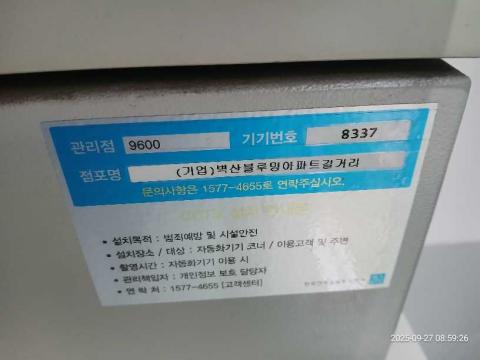 관리점 9600 기기번호 8337
점포명 (기업)벽산블루밍아파트길거리
문의사항은 1577-4655로 연락주십시오.
• 설치목적 : 범죄예방 및 시설안전
• 설치장소 / 대상 : 자동화기기 코너 / 이용고객 및 주변
• 촬영시간 : 자동화기기 이용 시
• 관리책임자 : 개인정보 보호 담당자
• 연 락 처 : 1577-4655 [고객센터]
2025-09-27 08:59:26